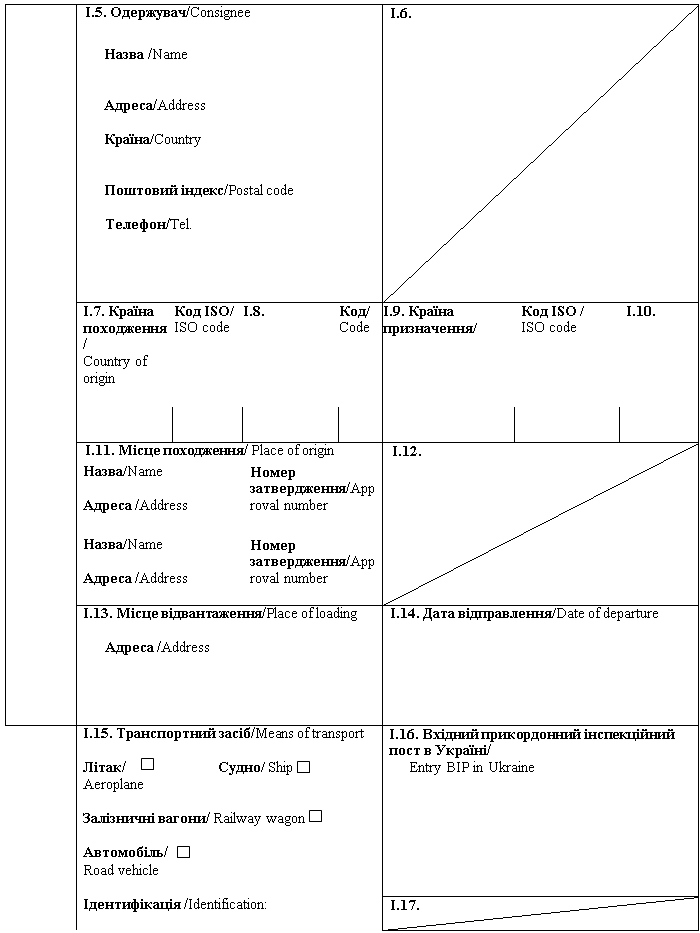 I.5. Одержувач/Consignee
Назва /Name
Адреса/Address
Країна/Country
Поштовий індекс/Postal code
Телефон/Tel.
I.6.
I.7. Країна
походження
/
Country of
origin
Код ISO/
ISO code
I.8.
Код/
Code
I.9. Країна
призначення/
Код ISO /
ISO code
I.10.
I.11. Місце походження/ Place of origin
Назва/Name
Номер
затвердження/App
Адреса /Address
roval number
Назва/Name
Номер
затвердження/App
Адреса /Address
roval number
I.12.
I.13. Місце відвантаження/Place of loading
Адреса /Address
I.14. Дата відправлення/Date of departure
I.15. Транспортний засіб/Means of transport
Літак/
Aeroplane
Судно/ Ship
Залізничні вагони/ Railway wagon
Автомобіль/
Road vehicle
Ідентифікація /Identification:
I.16. Вхідний прикордонний інспекційний
пост в Україні/
Entry BIP in Ukraine
I.17.